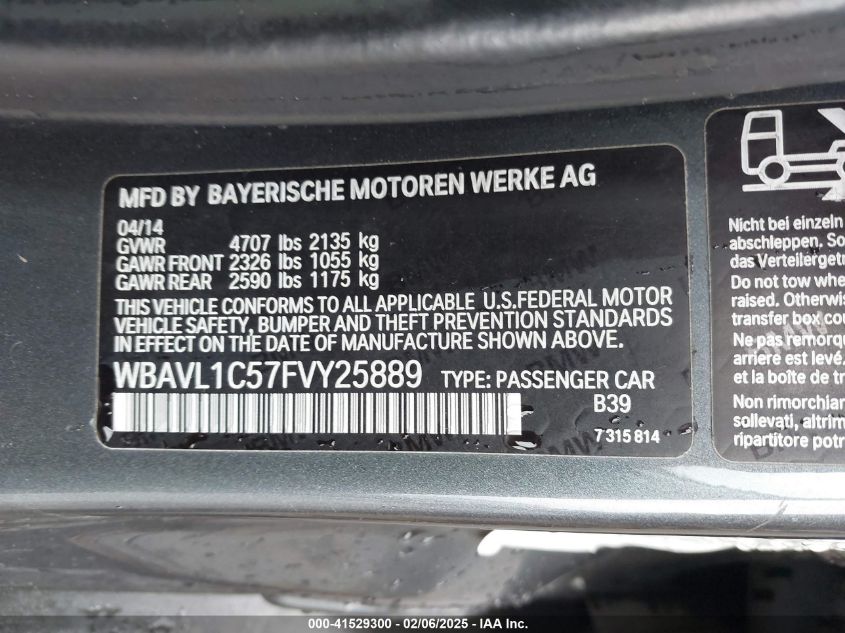 MFD BY BAYERISCHE MOTOREN WERKE AG
04/14
GVWR 4707 lbs 2135 kg
GAWR FRONT 2326 lbs 1055 kg
GAWR REAR 2590 lbs 1175 kg
THIS VEHICLE CONFORMS TO ALL APPLICABLE U.S.FEDERAL MOTOR
VEHICLE SAFETY, BUMPER AND THEFT PREVENTION STANDARDS
IN EFFECT ON THE DATE OF MANUFACTURE SHOWN ABOVE.
WBAVL1C57FVY25889 TYPE: PASSENGER CAR
B39
7 315 814
Nicht bei einzeln
abschleppen. So
das Verteilerget
Do not tow whe
raised. Otherwis
transfer box cou
Ne pas remorqu
arriere est levé.
et la boîte de tr
Non rimorchiar
sollevati, altrim
ripartitore potr
000-41529300 - 02/06/2025 - IAA Inc.